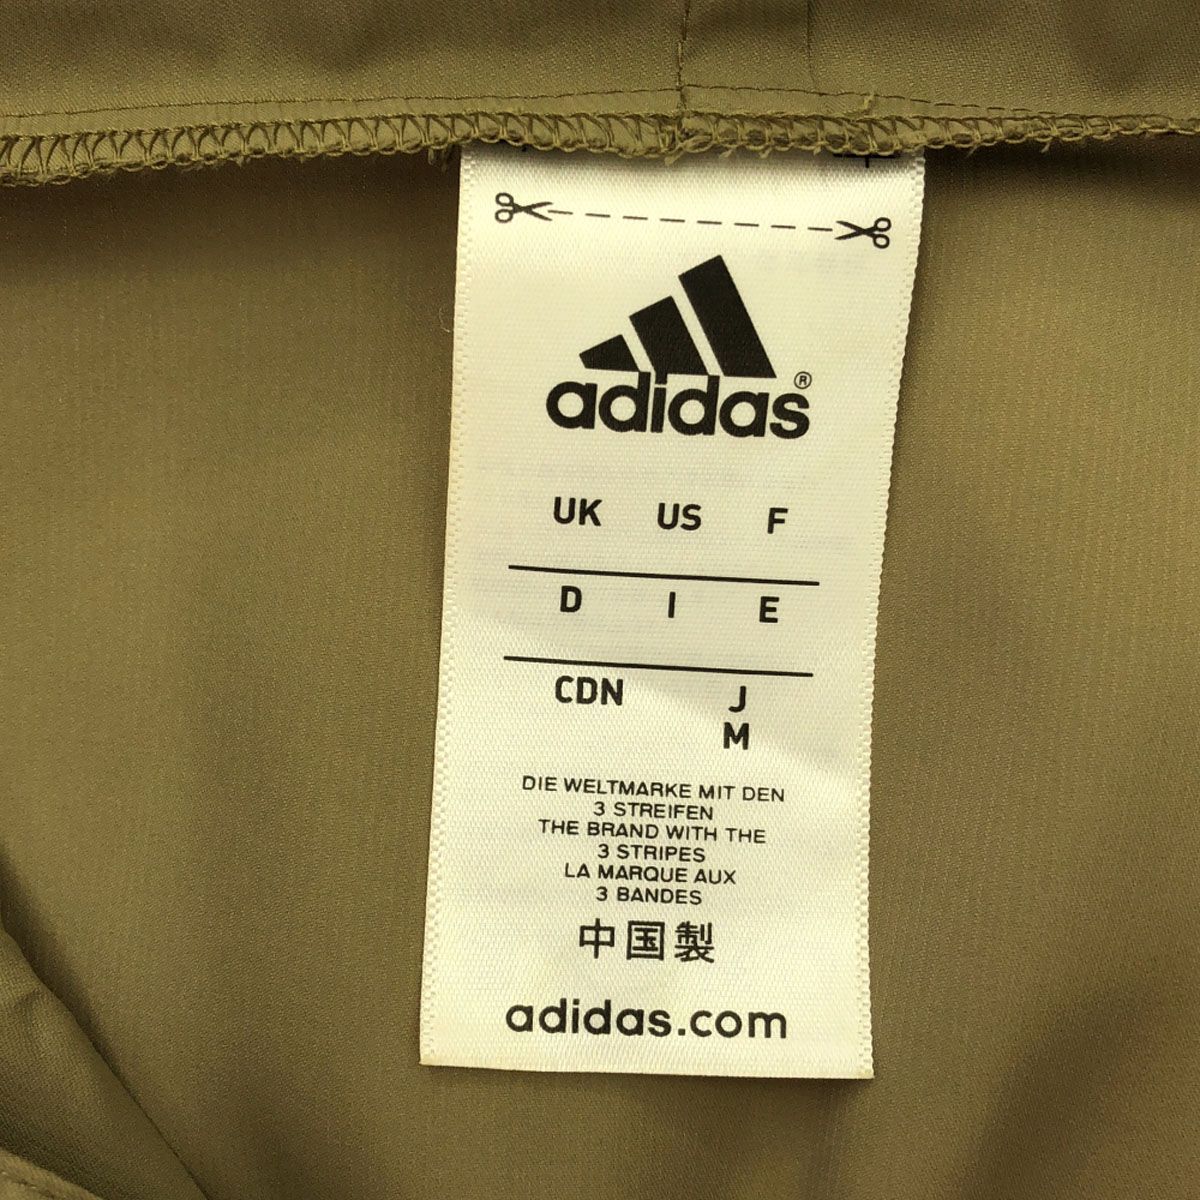 adidas®
UK US F
D I E
CDN J
M
DIE WELTMARKE MIT DEN
3 STREIFEN
THE BRAND WITH THE
3 STRIPES
LA MARQUE AUX
3 BANDES
中国製
adidas.com